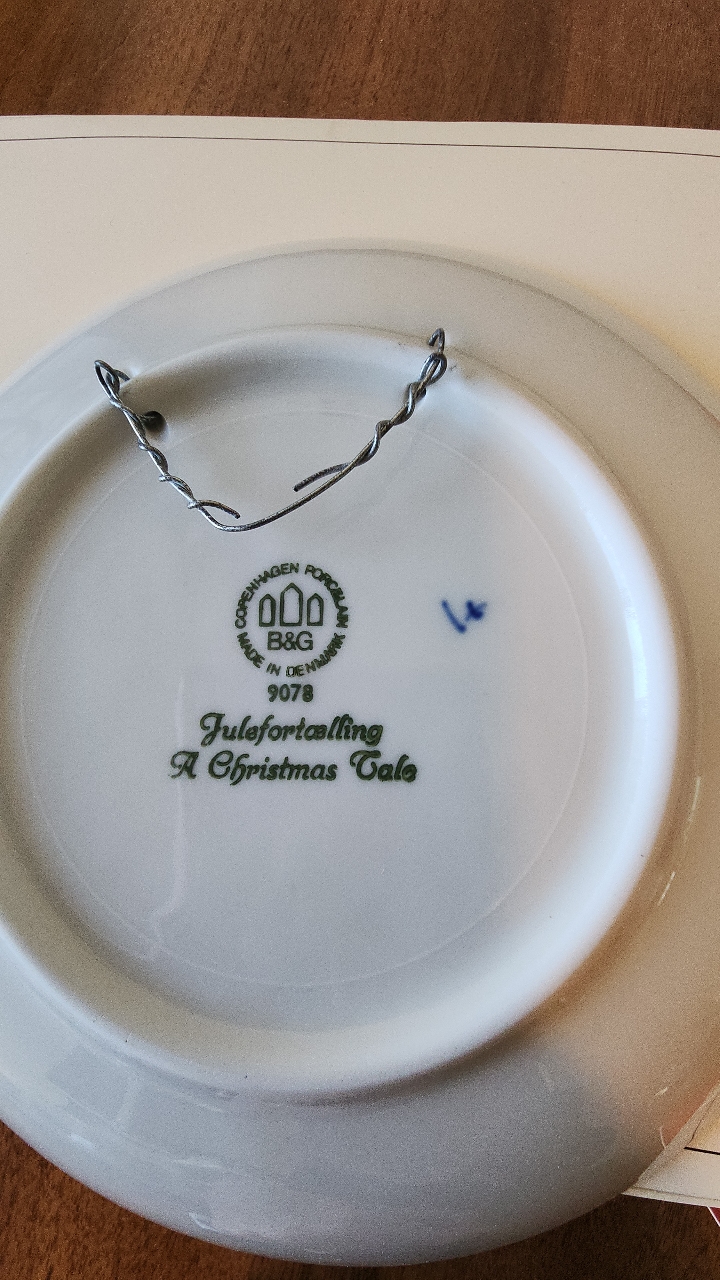 COPENHAGEN PORCELAIN
B&G
MADE IN DENMARK
9078
Julefortælling
A Christmas Tale